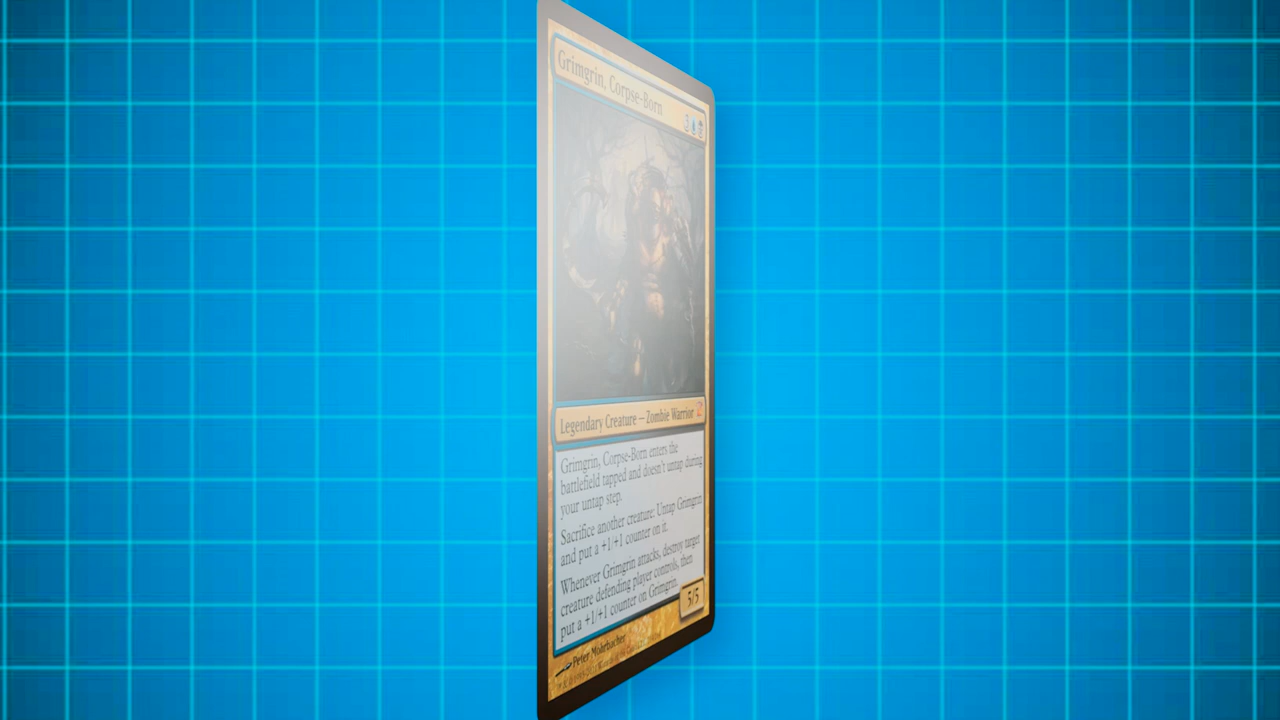 Grimgrin, Corpse-Born
3
Legendary Creature — Zombie Warrior
Grimgrin, Corpse-Born enters the
battlefield tapped and doesn't untap during
your untap step.
Sacrifice another creature: Untap Grimgrin
and put a +1/+1 counter on it.
Whenever Grimgrin attacks, destroy target
creature defending player controls, then
put a +1/+1 counter on Grimgrin.
5/5
Peter Mohrbacher